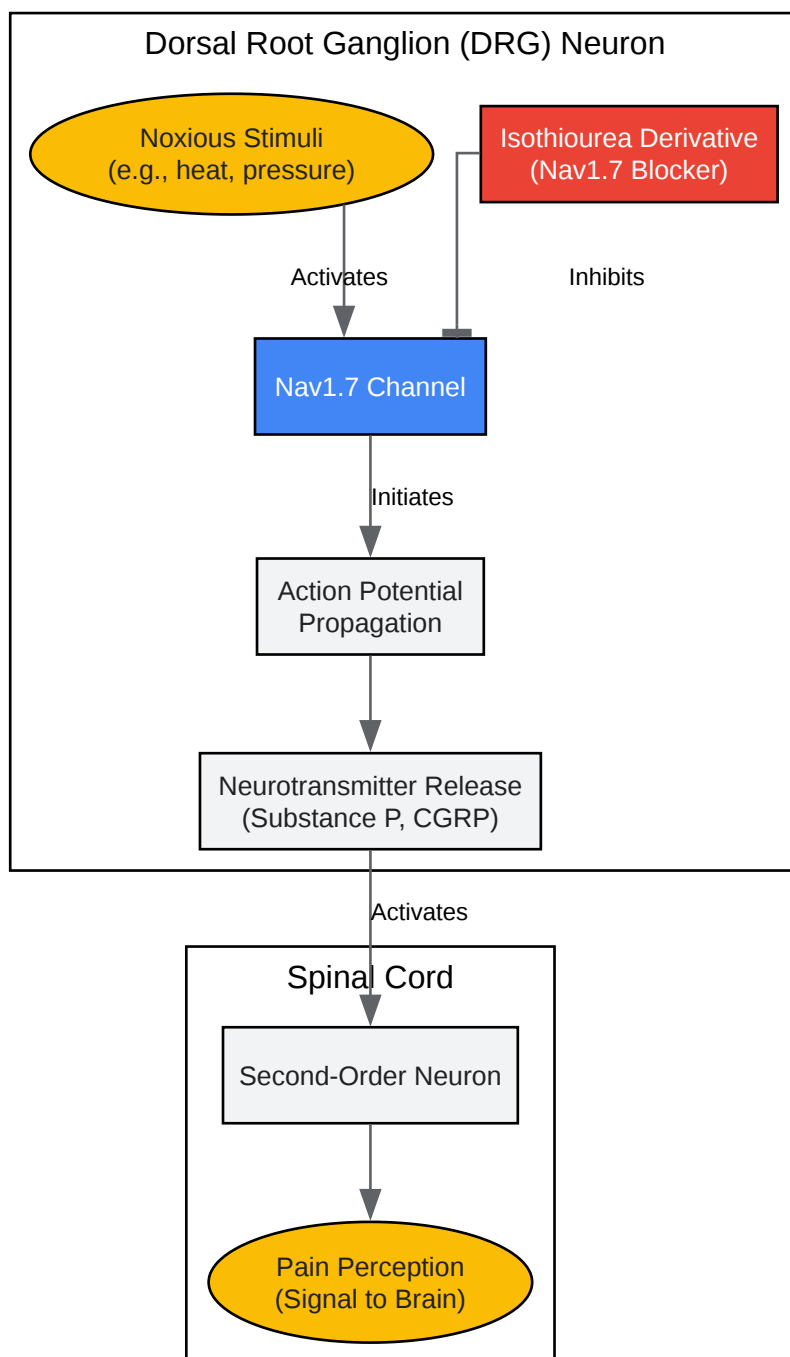 Dorsal Root Ganglion (DRG) Neuron
Noxious Stimuli
(e.g., heat, pressure)
Isothiourea Derivative
(Nav1.7 Blocker)
Activates
Inhibits
Nav1.7 Channel
Initiates
Action Potential
Propagation
Neurotransmitter Release
(Substance P, CGRP)
Activates
Spinal Cord
Second-Order Neuron
Pain Perception
(Signal to Brain)